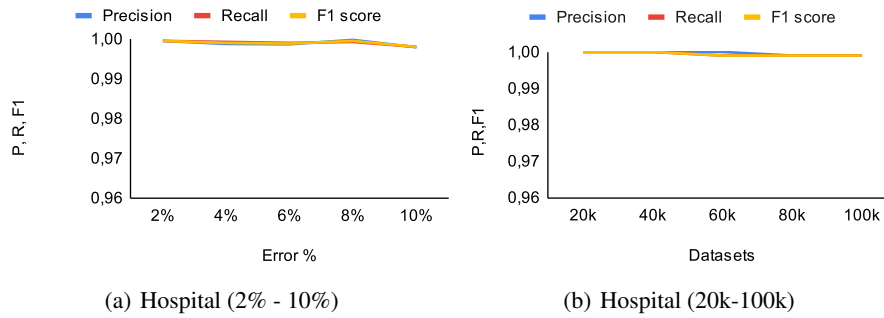 Precision Recall F1 score
P, R, F1
1,00
0,99
0,98
0,97
0,96
2% 4% 6% 8% 10%
Error %
(a) Hospital (2% - 10%)
Precision Recall F1 score
P,R,F1
1,00
0,99
0,98
0,97
0,96
20k 40k 60k 80k 100k
Datasets
(b) Hospital (20k-100k)